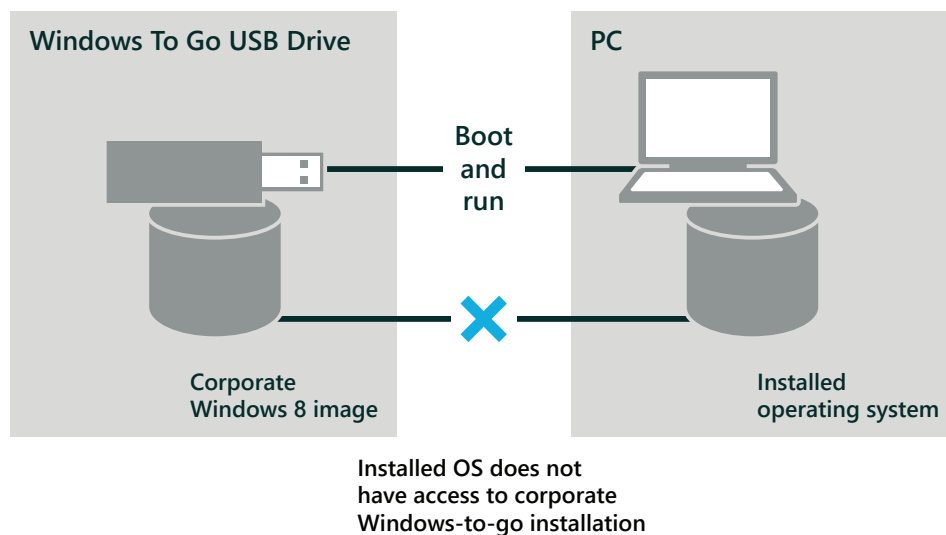 Windows To Go USB Drive
PC
Boot
and
run
Corporate
Windows 8 image
Installed
operating system
Installed OS does not
have access to corporate
Windows-to-go installation